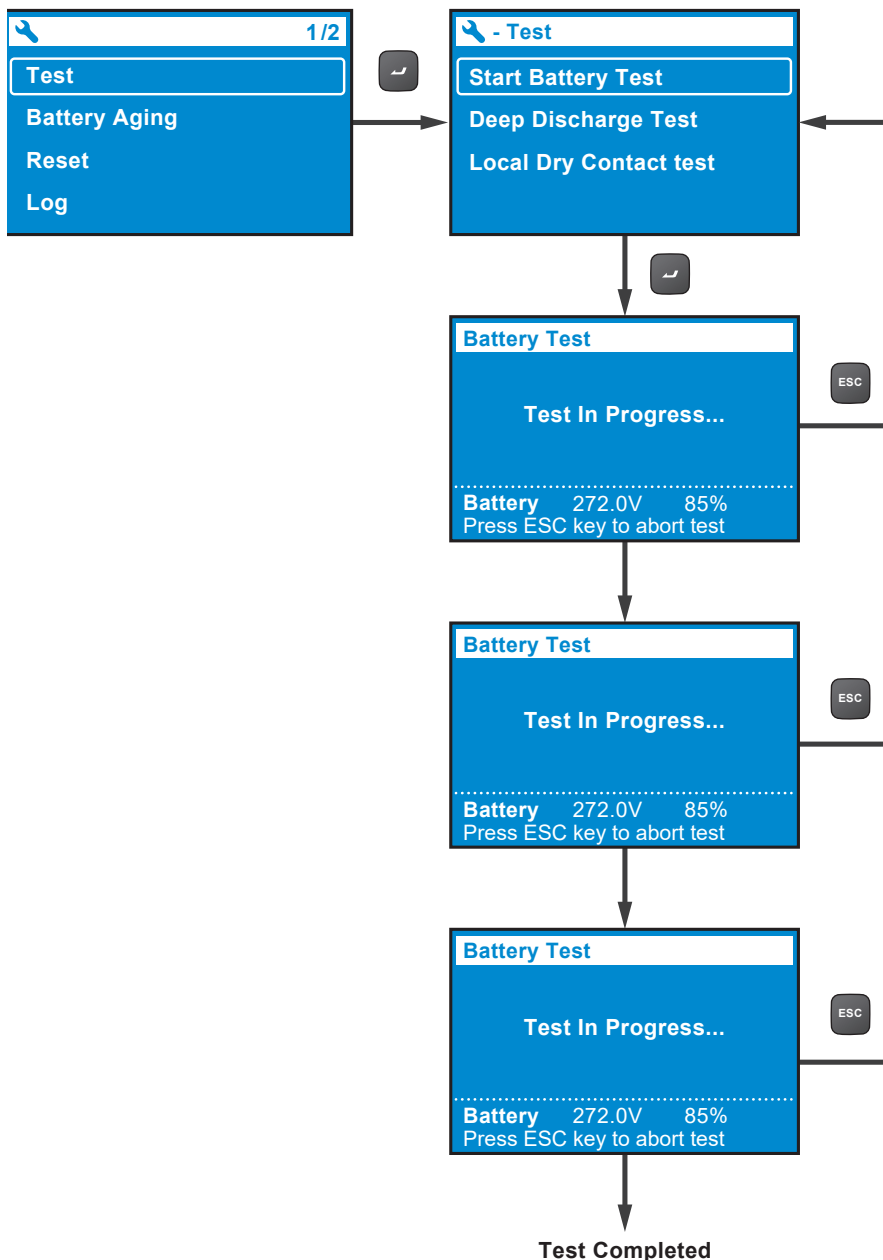 1/2
Test
Battery Aging
Reset
Log
- Test
Start Battery Test
Deep Discharge Test
Local Dry Contact test
Battery Test
Test In Progress...
Battery 272.0V 85%
Press ESC key to abort test
ESC
Battery Test
Test In Progress...
Battery 272.0V 85%
Press ESC key to abort test
ESC
Battery Test
Test In Progress...
Battery 272.0V 85%
Press ESC key to abort test
ESC
Test Completed